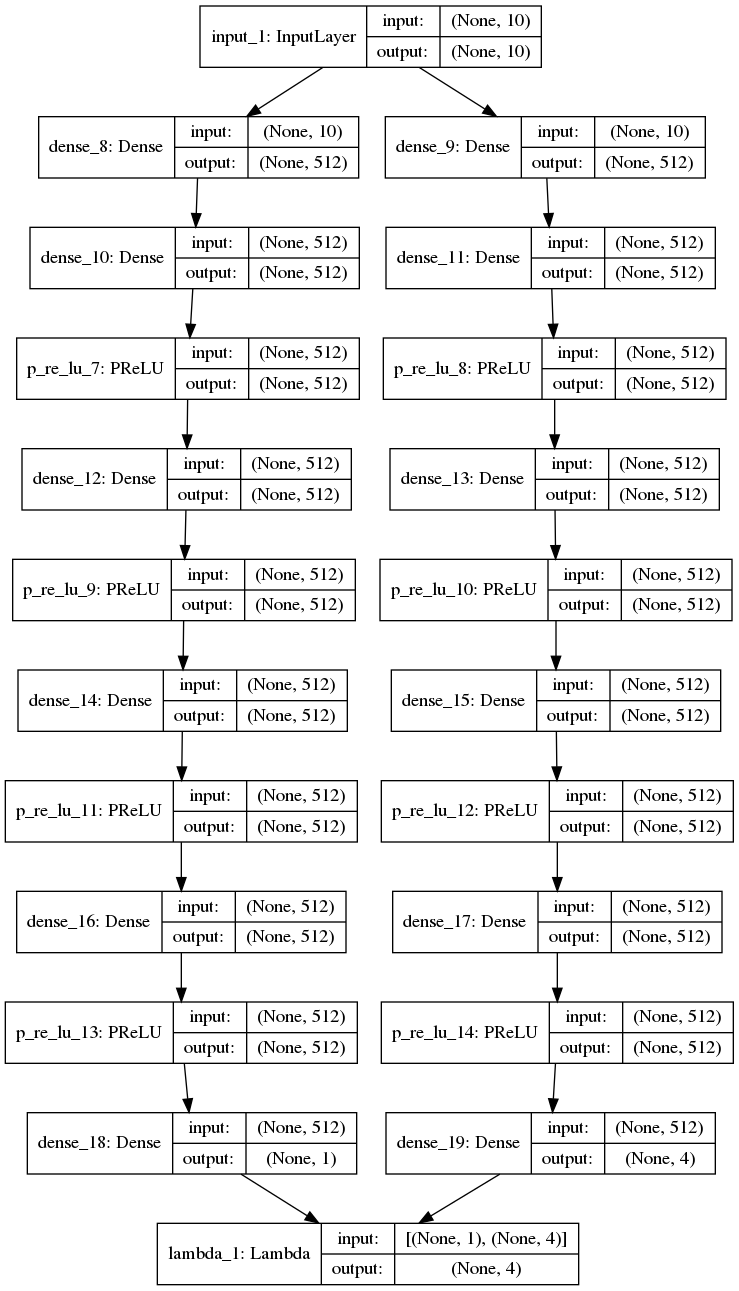 input_1: InputLayer
input: (None, 10)
output: (None, 10)
dense_8: Dense
input: (None, 10)
output: (None, 512)
dense_9: Dense
input: (None, 10)
output: (None, 512)
dense_10: Dense
input: (None, 512)
output: (None, 512)
dense_11: Dense
input: (None, 512)
output: (None, 512)
p_re_lu_7: PReLU
input: (None, 512)
output: (None, 512)
p_re_lu_8: PReLU
input: (None, 512)
output: (None, 512)
dense_12: Dense
input: (None, 512)
output: (None, 512)
dense_13: Dense
input: (None, 512)
output: (None, 512)
p_re_lu_9: PReLU
input: (None, 512)
output: (None, 512)
p_re_lu_10: PReLU
input: (None, 512)
output: (None, 512)
dense_14: Dense
input: (None, 512)
output: (None, 512)
dense_15: Dense
input: (None, 512)
output: (None, 512)
p_re_lu_11: PReLU
input: (None, 512)
output: (None, 512)
p_re_lu_12: PReLU
input: (None, 512)
output: (None, 512)
dense_16: Dense
input: (None, 512)
output: (None, 512)
dense_17: Dense
input: (None, 512)
output: (None, 512)
p_re_lu_13: PReLU
input: (None, 512)
output: (None, 512)
p_re_lu_14: PReLU
input: (None, 512)
output: (None, 512)
dense_18: Dense
input: (None, 512)
output: (None, 1)
dense_19: Dense
input: (None, 512)
output: (None, 4)
lambda_1: Lambda
input: [(None, 1), (None, 4)]
output: (None, 4)